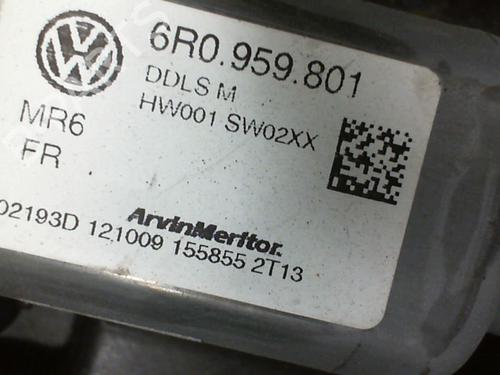 6R0.959.801
DDLS M
HW001 SW02XX
MR6
FR
ArvinMeritor.
02193D 121009 155855 2T13